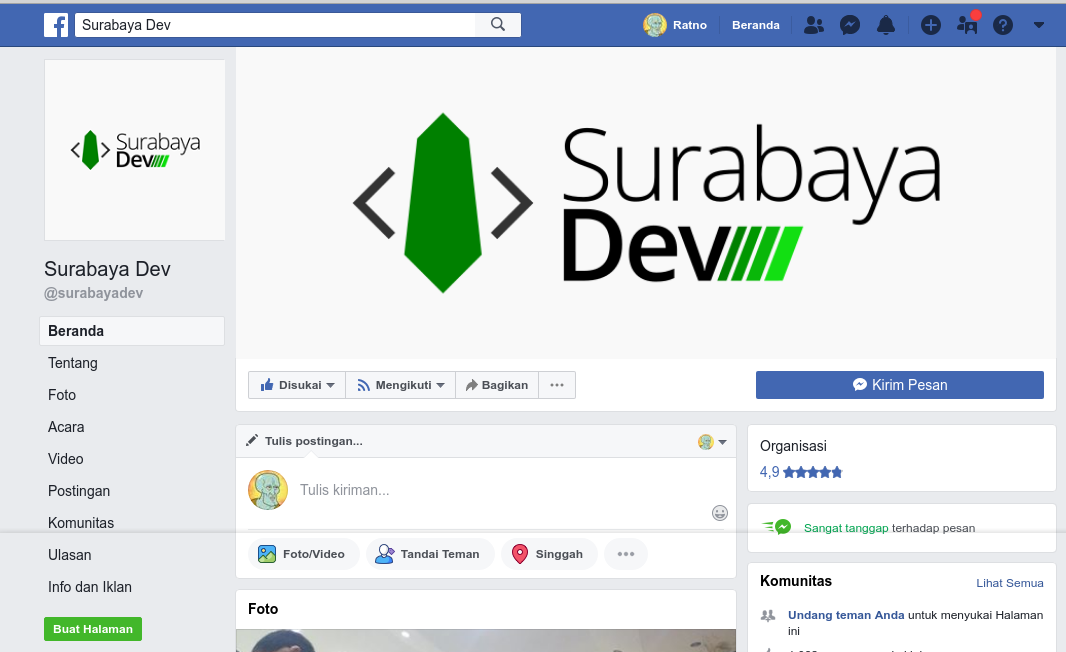 Surabaya Dev
Ratno
Beranda
Surabaya
Dev
Surabaya
Dev
Surabaya Dev
@surabayadev
Beranda
Tentang
Foto
Acara
Video
Postingan
Komunitas
Ulasan
Info dan Iklan
Buat Halaman
Disukai
Mengikuti
Bagikan
Kirim Pesan
Tulis postingan...
Tulis kiriman...
Foto/Video
Tandai Teman
Singgah
Foto
Organisasi
4,9
Sangat tanggap terhadap pesan
Komunitas
Lihat Semua
Undang teman Anda untuk menyukai Halaman
ini